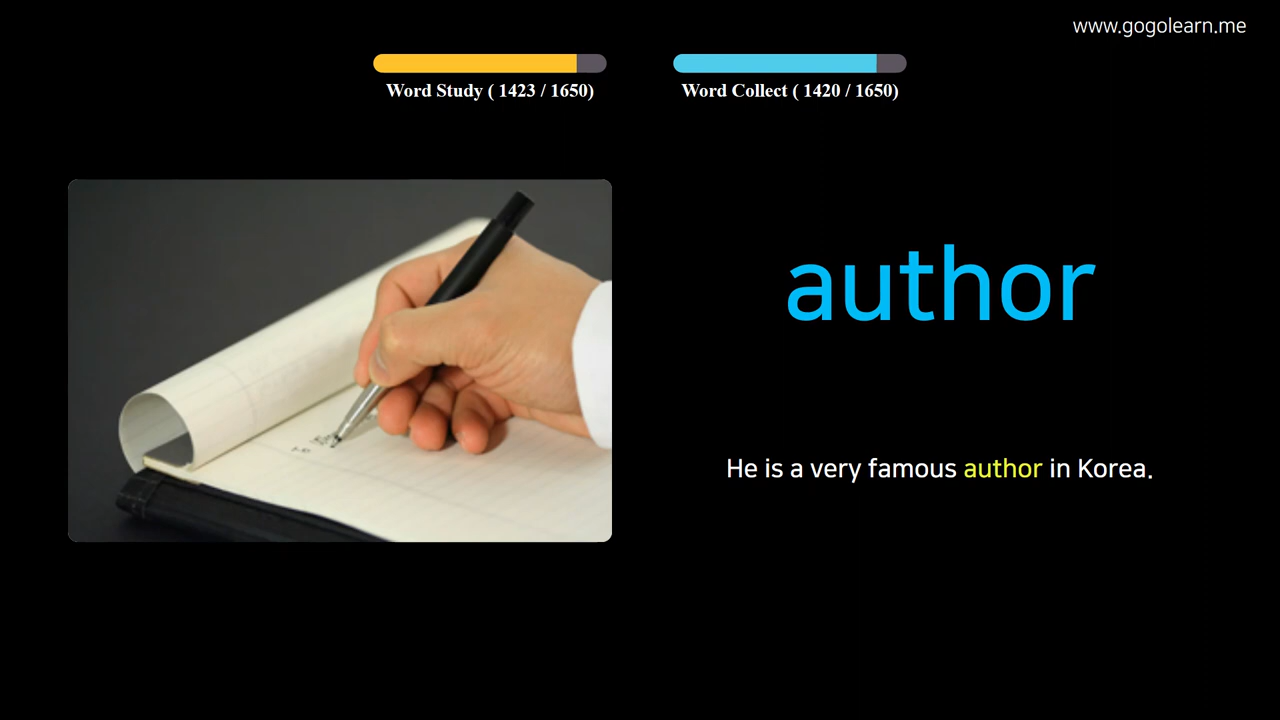 www.gogolearn.me
Word Study ( 1423 / 1650)
Word Collect ( 1420 / 1650)
author
He is a very famous author in Korea.